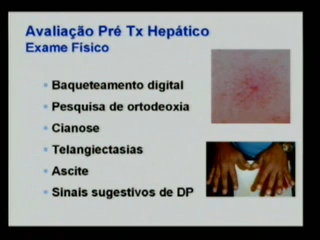 Avaliação Pré Tx Hepático
Exame Físico
Baqueteamento digital
Pesquisa de ortodeoxia
Cianose
Telangiectasias
Ascite
Sinais sugestivos de DP